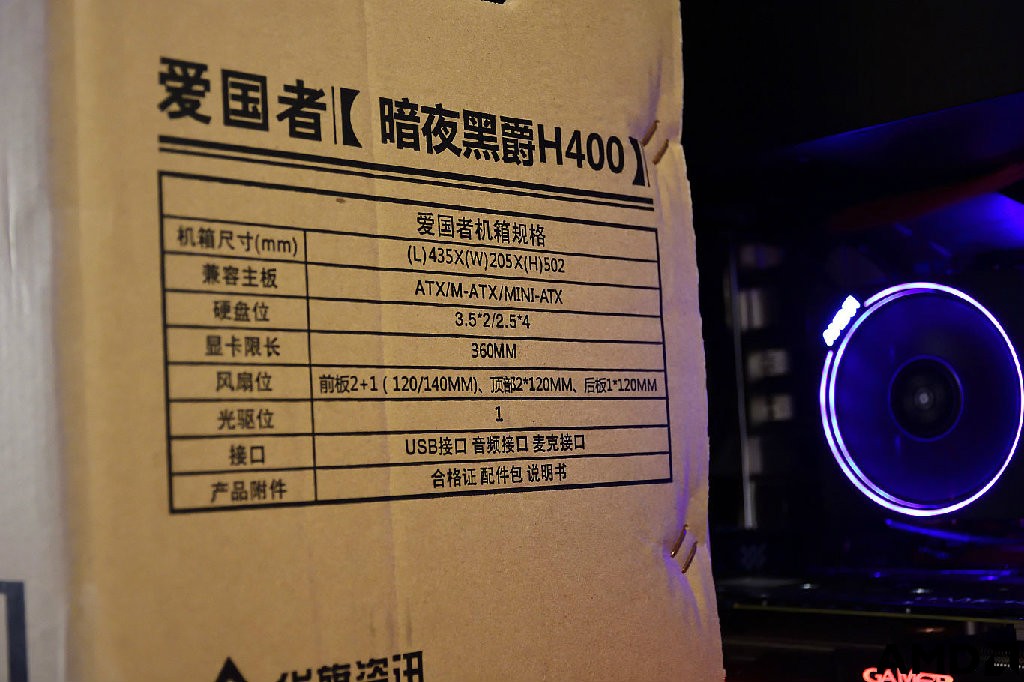 爱国者【暗夜黑爵H400】
爱国者机箱规格
机箱尺寸(mm) (L)435X(W)205X(H)502
兼容主板 ATX/M-ATX/MINI-ATX
硬盘位 3.5*2/2.5*4
显卡限长 360MM
风扇位 前板2+1（120/140MM)、顶部2*120MM、后板1*120MM
光驱位 1
接口 USB接口 音频接口 麦克接口
产品附件 合格证 配件包 说明书
华旗资讯